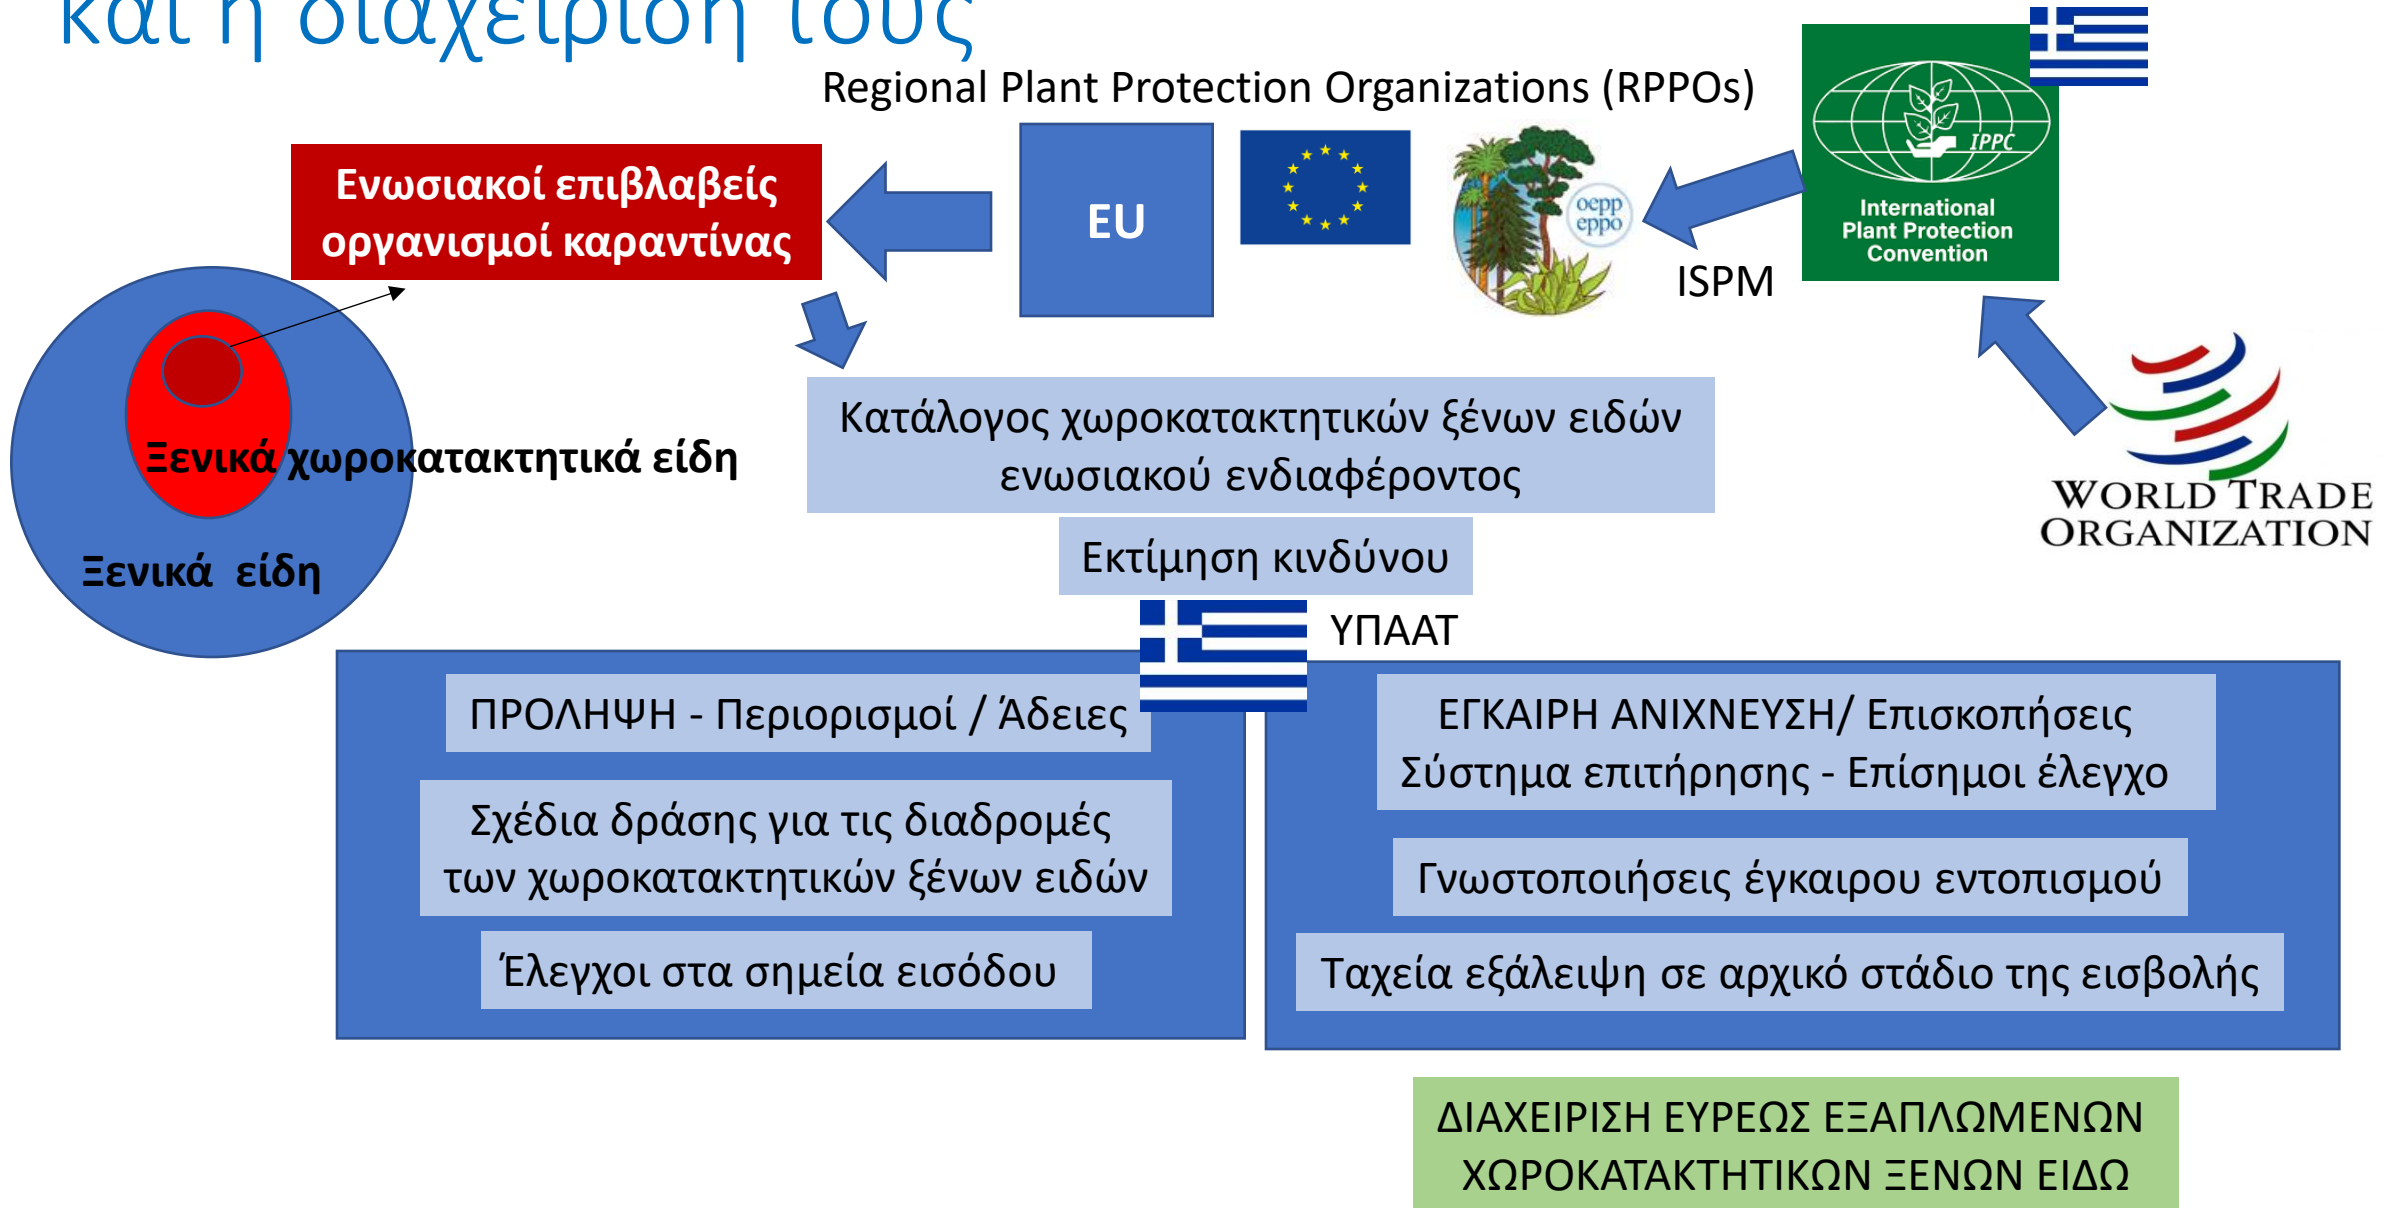 και η διαχείριση τους
Regional Plant Protection Organizations (RPPOs)
IPPC
International
Plant Protection
Convention
Ενωσιακοί επιβλαβείς
οργανισμοί καραντίνας
EU
oepp
eppo
ISPM
Κατάλογος χωροκατακτητικών ξένων ειδών
ενωσιακού ενδιαφέροντος
WORLD TRADE
ORGANIZATION
Ξενικά χωροκατακτητικά είδη
Ξενικά είδη
Εκτίμηση κινδύνου
ΥΠΑΑΤ
ΠΡΟΛΗΨΗ - Περιορισμοί / Άδειες
Σχέδια δράσης για τις διαδρομές
των χωροκατακτητικών ξένων ειδών
Έλεγχοι στα σημεία εισόδου
ΕΓΚΑΙΡΗ ΑΝΙΧΝΕΥΣΗ/ Επισκοπήσεις
Σύστημα επιτήρησης - Επίσημοι έλεγχο
Γνωστοποιήσεις έγκαιρου εντοπισμού
Ταχεία εξάλειψη σε αρχικό στάδιο της εισβολής
ΔΙΑΧΕΙΡΙΣΗ ΕΥΡΕΩΣ ΕΞΑΠΛΩΜΕΝΩΝ
ΧΩΡΟΚΑΤΑΚΤΗΤΙΚΩΝ ΞΕΝΩΝ ΕΙΔΩ